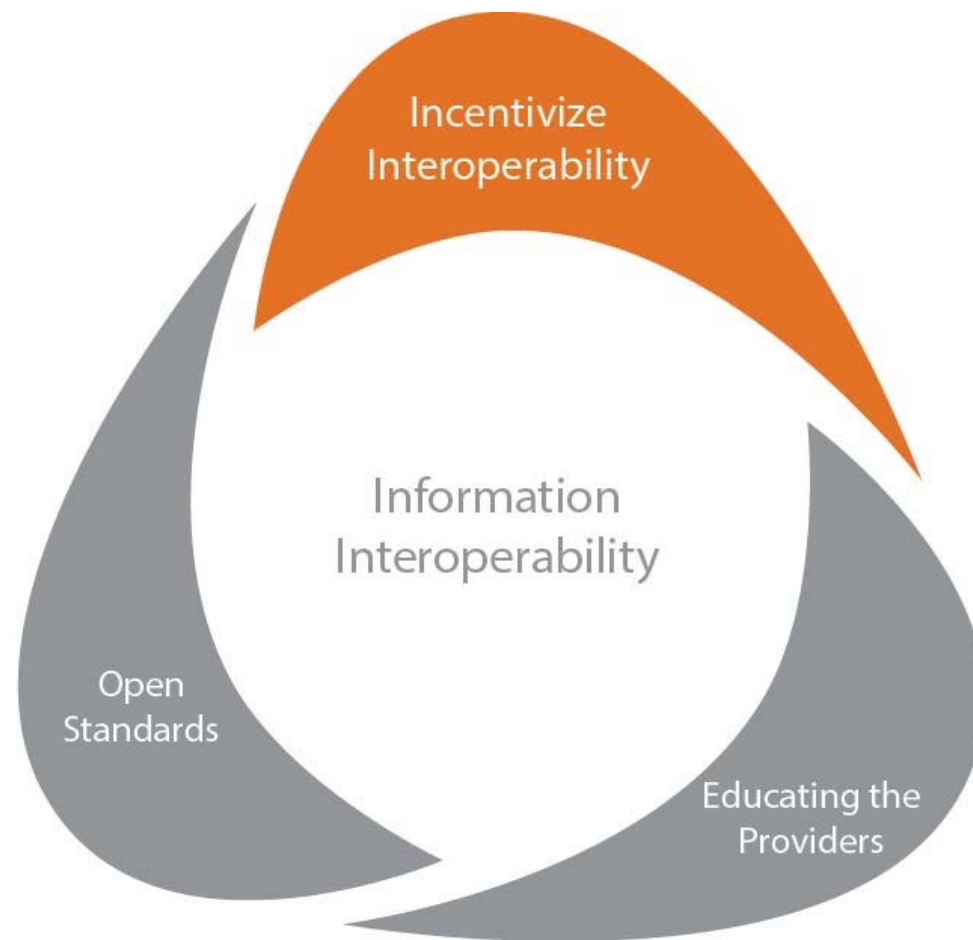 Incentivize
Interoperability
Information
Interoperability
Open
Standards
Educating the
Providers